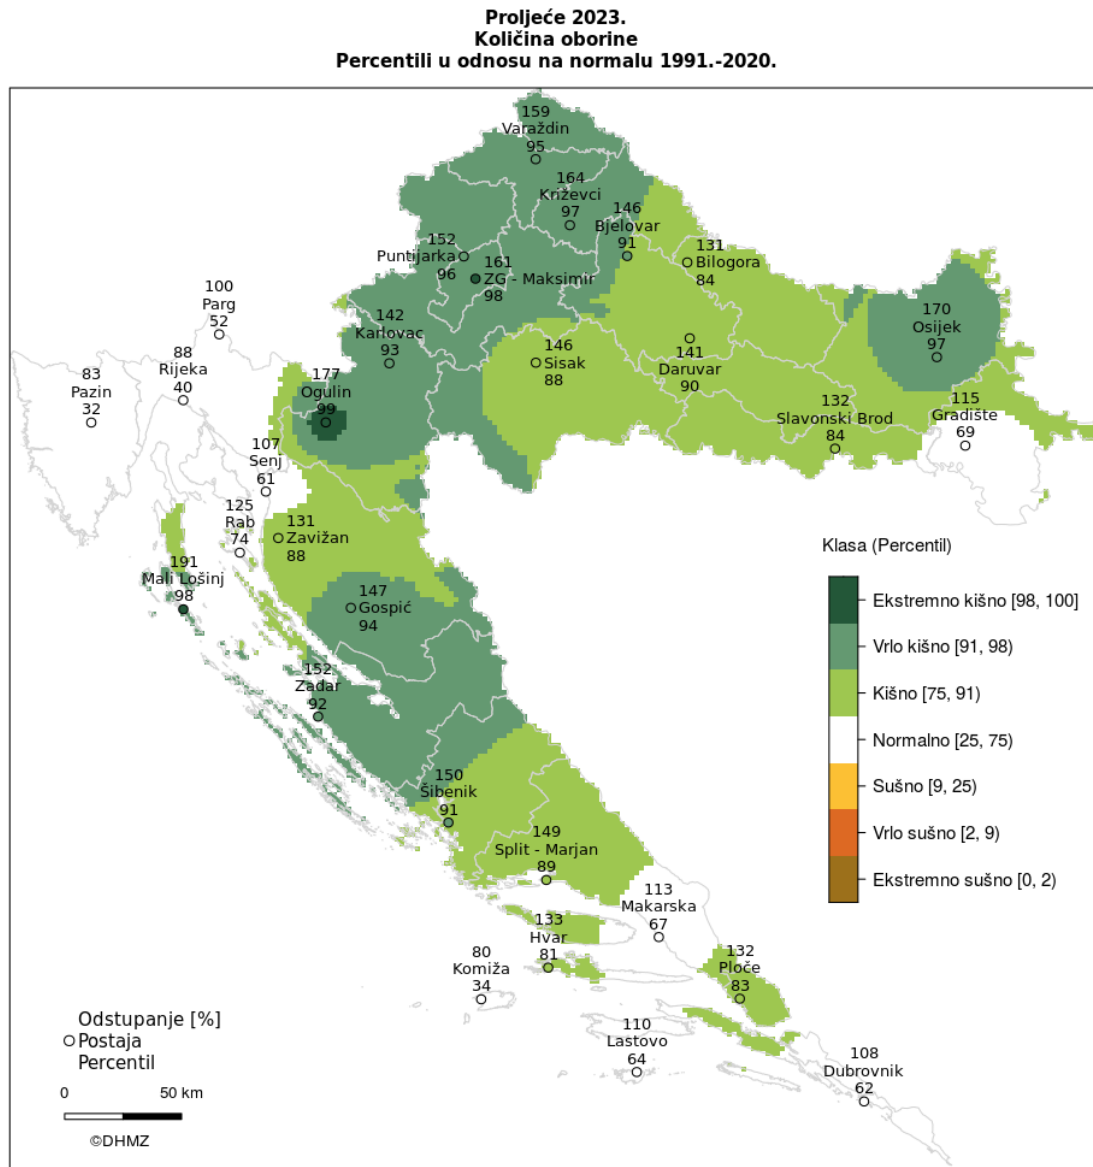 Proljeće 2023.
Količina oborine
Percentili u odnosu na normalu 1991.-2020.
159
Varaždin
95
164
Križevci
97
146
Bjelovar
91
152
Puntijarka
96
161
ZG - Maksimir
98
131
Bilogora
84
100
Parg
52
142
Karlovac
93
170
Osijek
97
88
Rijeka
40
83
Pazin
32
146
Sisak
88
141
Daruvar
90
177
Ogulin
99
132
Slavonski Brod
84
115
Gradište
69
107
Senj
61
125
Rab
74
131
Zavižan
88
191
Mali Lošinj
98
147
Gospić
94
152
Zadar
92
150
Šibenik
91
149
Split - Marjan
89
113
Makarska
67
133
Hvar
81
80
Komiža
34
132
Ploče
83
110
Lastovo
64
108
Dubrovnik
62
Klasa (Percentil)
Ekstremno kišno [98, 100]
Vrlo kišno [91, 98)
Kišno [75, 91)
Normalno [25, 75)
Sušno [9, 25)
Vrlo sušno [2, 9)
Ekstremno sušno [0, 2)
Odstupanje [%]
Postaja
Percentil
0 50 km
©DHMZ